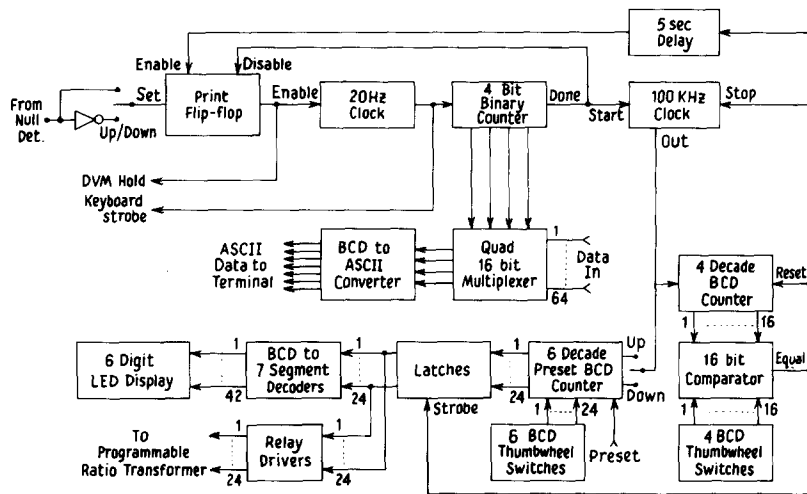 5 sec
Delay
Enable
Disable
From
Null
Det.
Set
Up/Down
Print
Flip-flop
Enable
20Hz
Clock
4 Bit
Binary
Counter
Done
Start
100 KHz
Clock
Stop
Out
DVM Hold
Keyboard
strobe
ASCII
Data to
Terminal
BCD to
ASCII
Converter
Quad
16 bit
Multiplexer
1
Data
In
64
4 Decade
BCD
Counter
Reset
1
16
6 Digit
LED Display
1
42
BCD to
7 Segment
Decoders
1
24
Latches
Strobe
1
24
6 Decade
Preset BCD
Counter
Up
Down
16 bit
Comparator
Equal
1
24
1
16
To
Programmable
Ratio Transformer
1
24
Relay
Drivers
1
24
6 BCD
Thumbwheel
Switches
Preset
4 BCD
Thumbwheel
Switches